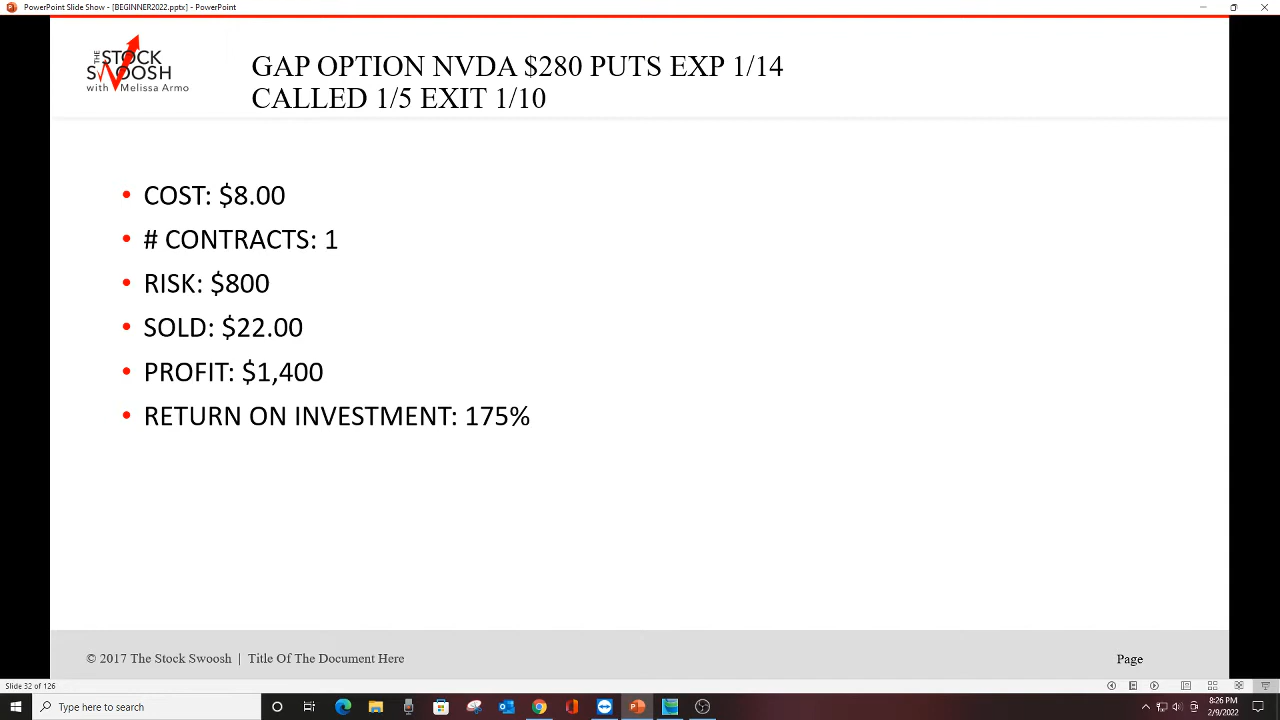 PowerPoint Slide Show - [BEGINNER2022.pptx] - PowerPoint
THE STOCK
SWOOSH
with Melissa Armo
GAP OPTION NVDA $280 PUTS EXP 1/14
CALLED 1/5 EXIT 1/10
• COST: $8.00
• # CONTRACTS: 1
• RISK: $800
• SOLD: $22.00
• PROFIT: $1,400
• RETURN ON INVESTMENT: 175%
© 2017 The Stock Swoosh | Title Of The Document Here
Page
Slide 32 of 126
Type here to search
8:26 PM
2/9/2022